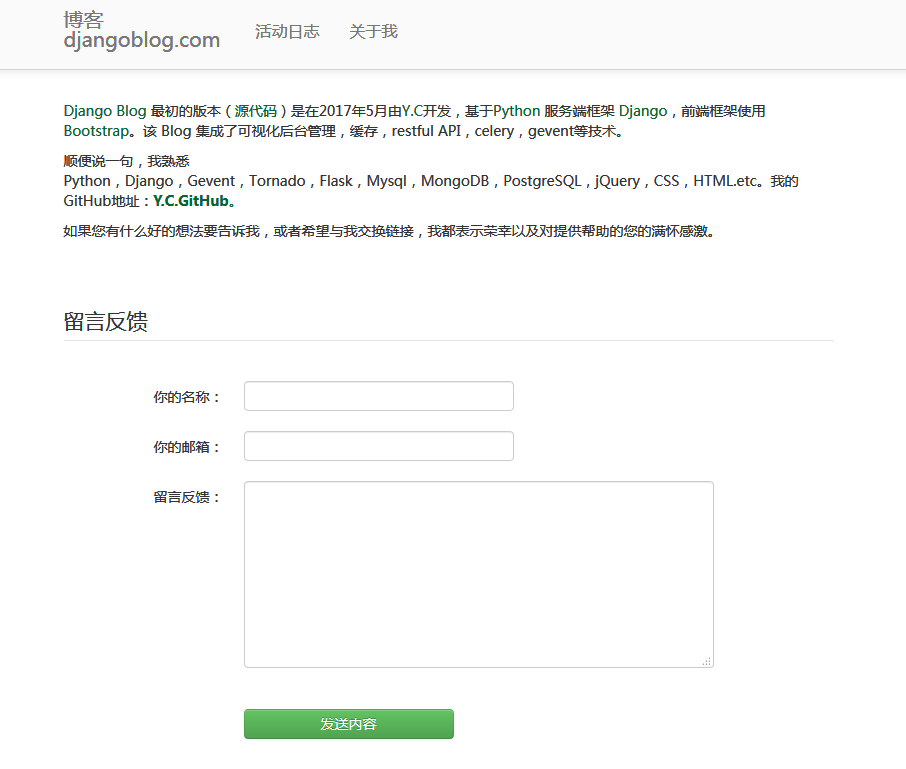 博客
djangoblog.com
活动日志
关于我
Django Blog 最初的版本（源代码）是在2017年5月由Y.C开发，基于Python 服务端框架 Django，前端框架使用
Bootstrap。该 Blog 集成了可视化后台管理，缓存，restful API，celery，gevent等技术。
顺便说一句，我熟悉
Python，Django，Gevent，Tornado，Flask，Mysql，MongoDB，PostgreSQL，jQuery，CSS，HTML.etc。我的
GitHub地址：Y.C.GitHub。
如果您有什么好的想法要告诉我，或者希望与我交换链接，我都表示荣幸以及对提供帮助的您的满怀感激。
留言反馈
你的名称：
你的邮箱：
留言反馈：
发送内容